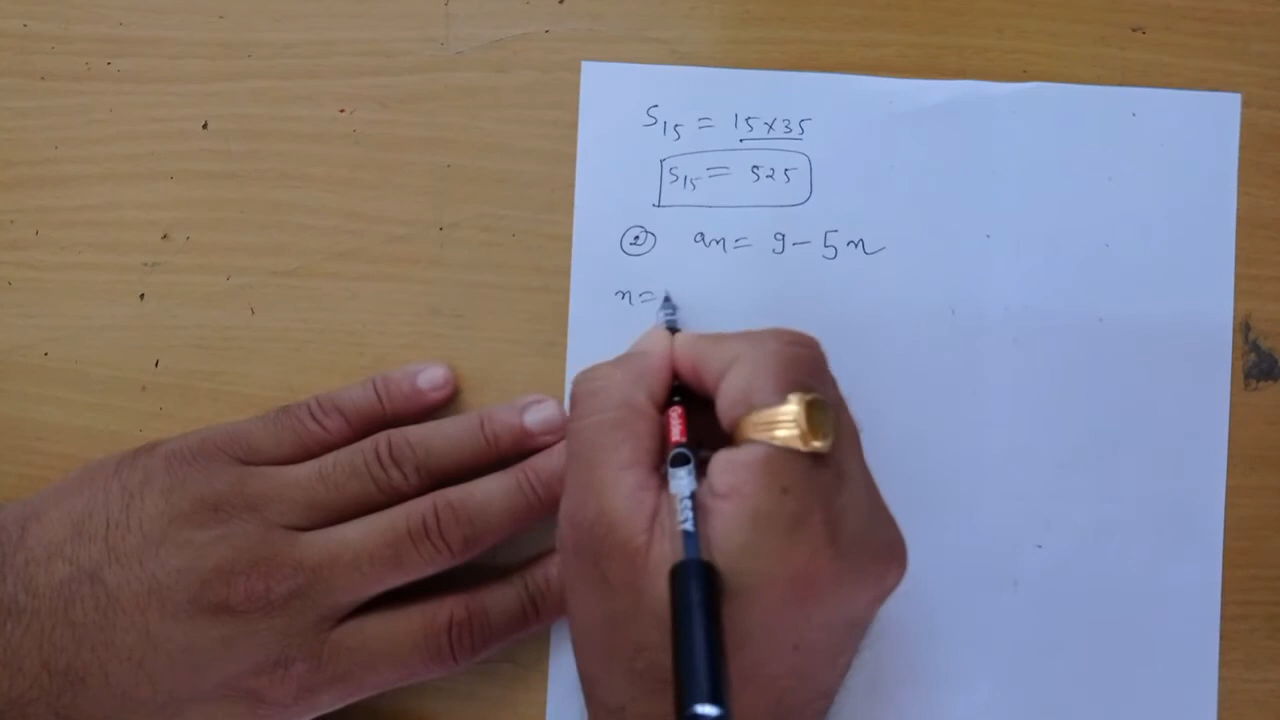 S₁₅ = 15×35
S₁₅ = 525
② an = 9 - 5n
n =